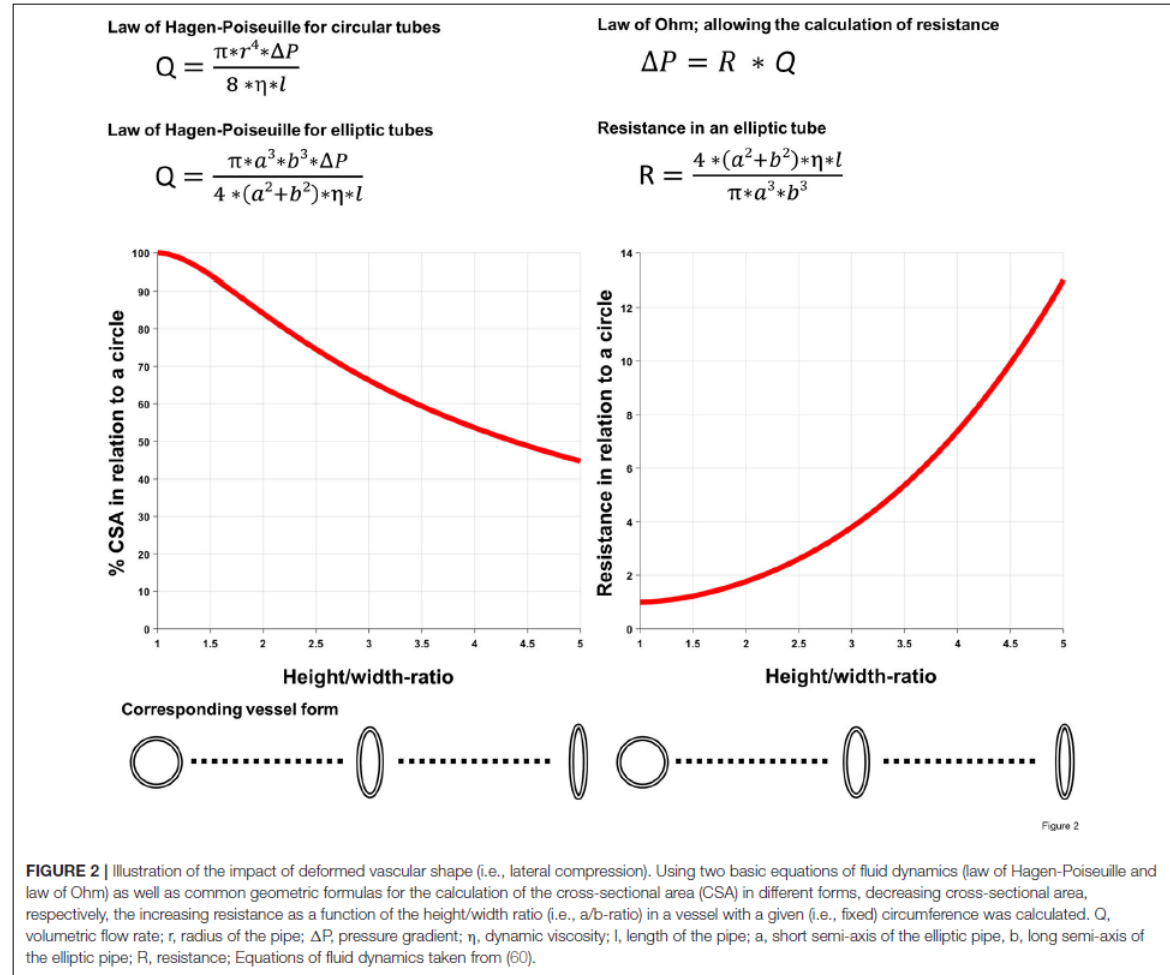 Law of Hagen-Poiseuille for circular tubes
Q = π∗r⁴∗ΔP / 8 ∗η∗l
Law of Ohm; allowing the calculation of resistance
ΔP = R ∗ Q
Law of Hagen-Poiseuille for elliptic tubes
Q = π∗a³∗b³∗ΔP / 4 ∗(a²+b²)∗η∗l
Resistance in an elliptic tube
R = 4 ∗(a²+b²)∗η∗l / π∗a³∗b³
% CSA in relation to a circle
100
90
80
70
60
50
40
30
20
10
0
1 1.5 2 2.5 3 3.5 4 4.5 5
Height/width-ratio
Resistance in relation to a circle
14
12
10
8
6
4
2
0
1 1.5 2 2.5 3 3.5 4 4.5 5
Height/width-ratio
Corresponding vessel form
Figure 2
FIGURE 2 | Illustration of the impact of deformed vascular shape (i.e., lateral compression). Using two basic equations of fluid dynamics (law of Hagen-Poiseuille and
law of Ohm) as well as common geometric formulas for the calculation of the cross-sectional area (CSA) in different forms, decreasing cross-sectional area,
respectively, the increasing resistance as a function of the height/width ratio (i.e., a/b-ratio) in a vessel with a given (i.e., fixed) circumference was calculated. Q,
volumetric flow rate; r, radius of the pipe; ΔP, pressure gradient; η, dynamic viscosity; l, length of the pipe; a, short semi-axis of the elliptic pipe, b, long semi-axis of
the elliptic pipe; R, resistance; Equations of fluid dynamics taken from (60).